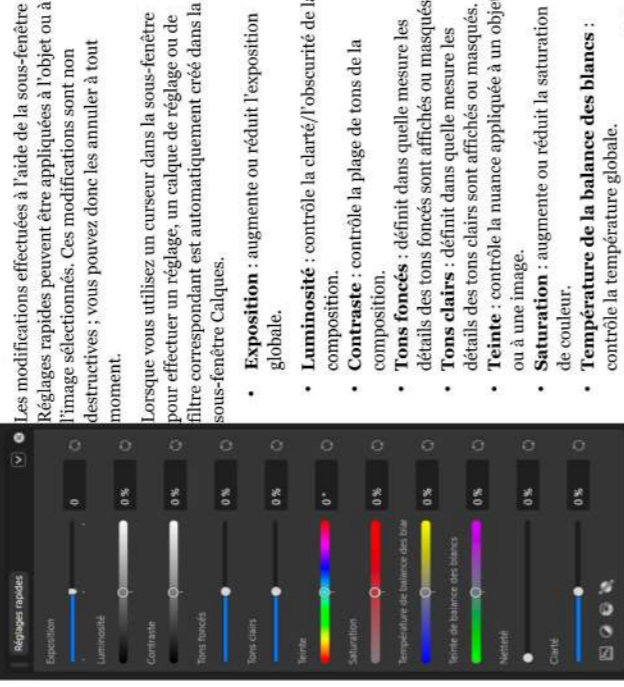 Réglages rapides
Exposition
0
Luminosité
0 %
Contraste
0 %
Tons foncés
0 %
Tons clairs
0 %
Teinte
0 °
Saturation
0 %
Température de balance des blar
0 %
Teinte de balance des blancs
0 %
Netteté
0 %
Clarté
0 %
Les modifications effectuées à l'aide de la sous-fenêtre
Réglages rapides peuvent être appliquées à l'objet ou à
l'image sélectionnés. Ces modifications sont non
destructives ; vous pouvez donc les annuler à tout
moment.
Lorsque vous utilisez un curseur dans la sous-fenêtre
pour effectuer un réglage, un calque de réglage ou de
filtre correspondant est automatiquement créé dans la
sous-fenêtre Calques.
• Exposition : augmente ou réduit l'exposition
globale.
• Luminosité : contrôle la clarté/l'obscurité de la
composition.
• Contraste : contrôle la plage de tons de la
composition.
• Tons foncés : définit dans quelle mesure les
détails des tons foncés sont affichés ou masqués
• Tons clairs : définit dans quelle mesure les
détails des tons clairs sont affichés ou masqués.
• Teinte : contrôle la nuance appliquée à un objet
ou à une image.
• Saturation : augmente ou réduit la saturation
de couleur.
• Température de la balance des blancs :
contrôle la température globale.